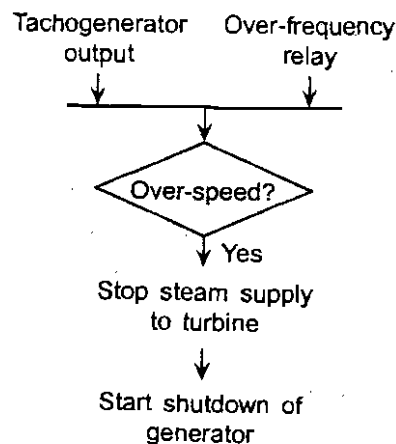 Tachogenerator
output
Over-frequency
relay
Over-speed?
Yes
Stop steam supply
to turbine
Start shutdown of
generator